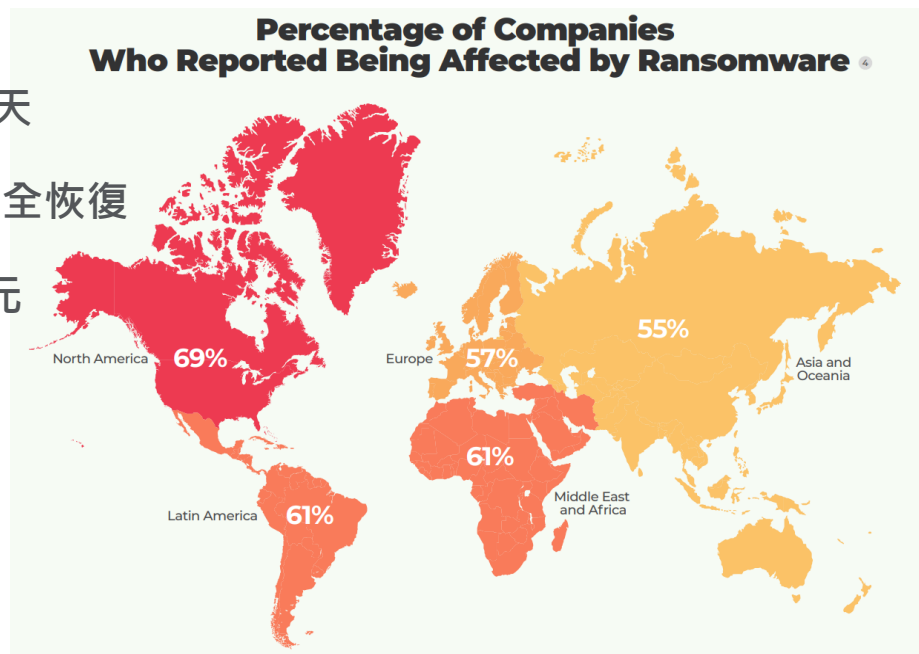 Percentage of Companies
Who Reported Being Affected by Ransomware 4
天
全恢復
元
North America
69%
Europe
57%
55%
Asia and
Oceania
61%
Middle East
and Africa
Latin America
61%